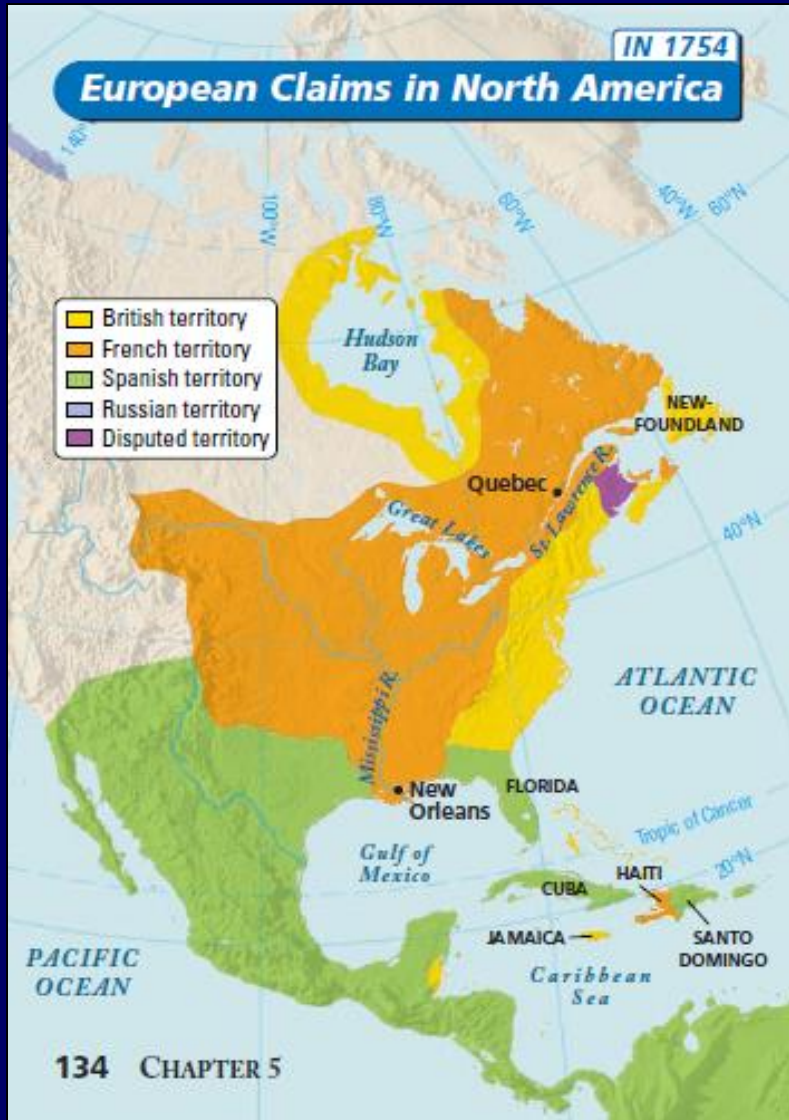 IN 1754
European Claims in North America
140°
100°W
80°W
60°W
40°W
60°N
British territory
French territory
Spanish territory
Russian territory
Disputed territory
Hudson
Bay
NEW-
FOUNDLAND
Quebec
St. Lawrence R.
Great Lakes
40°N
ATLANTIC
OCEAN
Mississippi R.
New
Orleans
FLORIDA
Tropic of Cancer
20°N
Gulf of
Mexico
CUBA
HAITI
JAMAICA
SANTO
DOMINGO
Caribbean
Sea
PACIFIC
OCEAN
134 CHAPTER 5